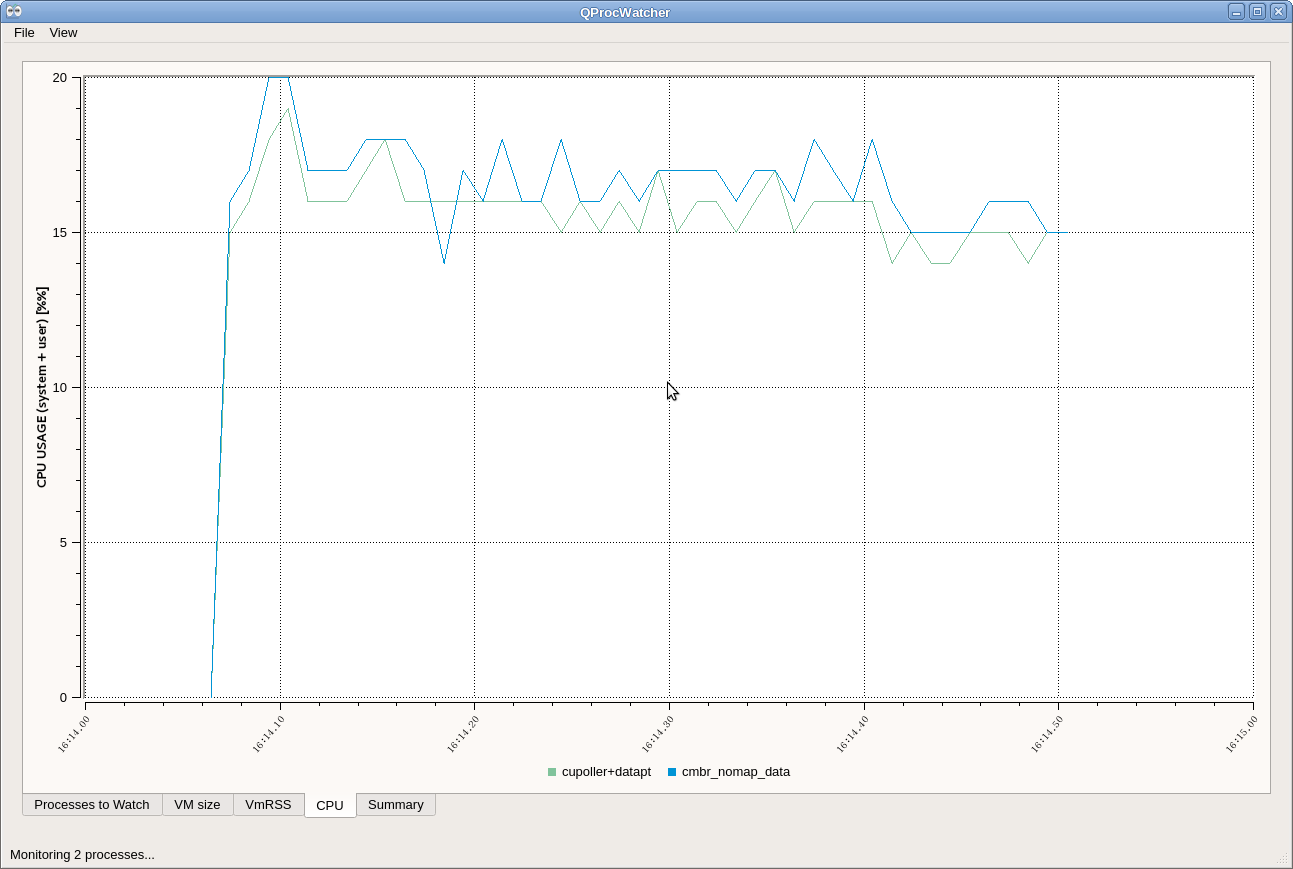 QProcWatcher
File View
20
15
10
5
0
CPU USAGE (system + user) [%%]
16:14.00 16:14.10 16:14.20 16:14.30 16:14.40 16:14.50 16:15.00
cupoller+datapt cmbr_nomap_data
Processes to Watch VM size VmRSS CPU Summary
Monitoring 2 processes...